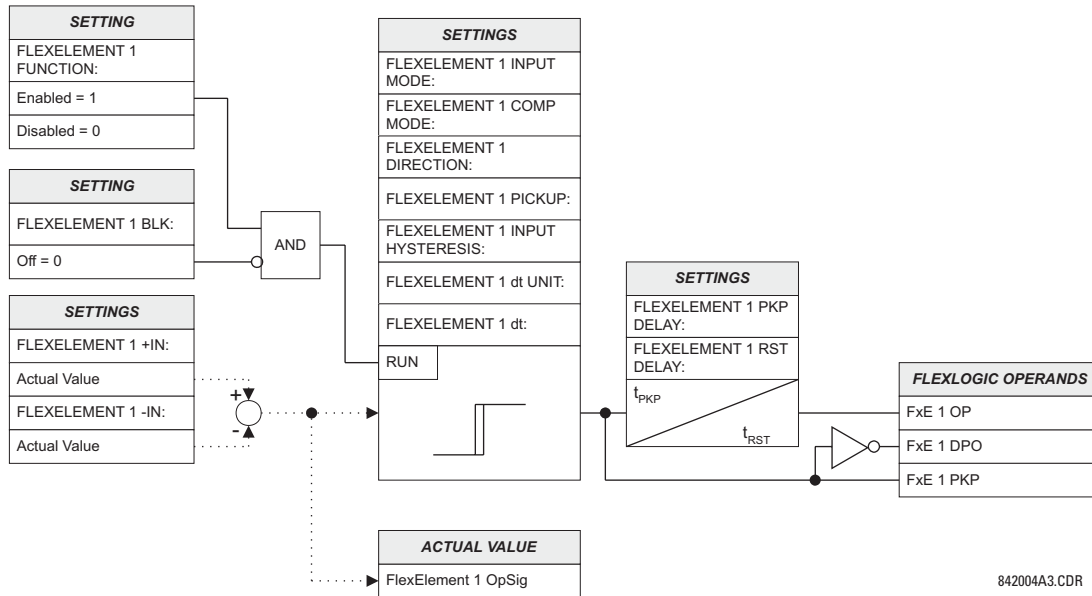 SETTING
FLEXELEMENT 1
FUNCTION:
Enabled = 1
Disabled = 0
SETTING
FLEXELEMENT 1 BLK:
Off = 0
SETTINGS
FLEXELEMENT 1 +IN:
Actual Value
FLEXELEMENT 1 -IN:
Actual Value
+
-
AND
SETTINGS
FLEXELEMENT 1 INPUT
MODE:
FLEXELEMENT 1 COMP
MODE:
FLEXELEMENT 1
DIRECTION:
FLEXELEMENT 1 PICKUP:
FLEXELEMENT 1 INPUT
HYSTERESIS:
FLEXELEMENT 1 dt UNIT:
FLEXELEMENT 1 dt:
RUN
ACTUAL VALUE
FlexElement 1 OpSig
SETTINGS
FLEXELEMENT 1 PKP
DELAY:
FLEXELEMENT 1 RST
DELAY:
tPKP
tRST
FLEXLOGIC OPERANDS
FxE 1 OP
FxE 1 DPO
FxE 1 PKP
842004A3.CDR